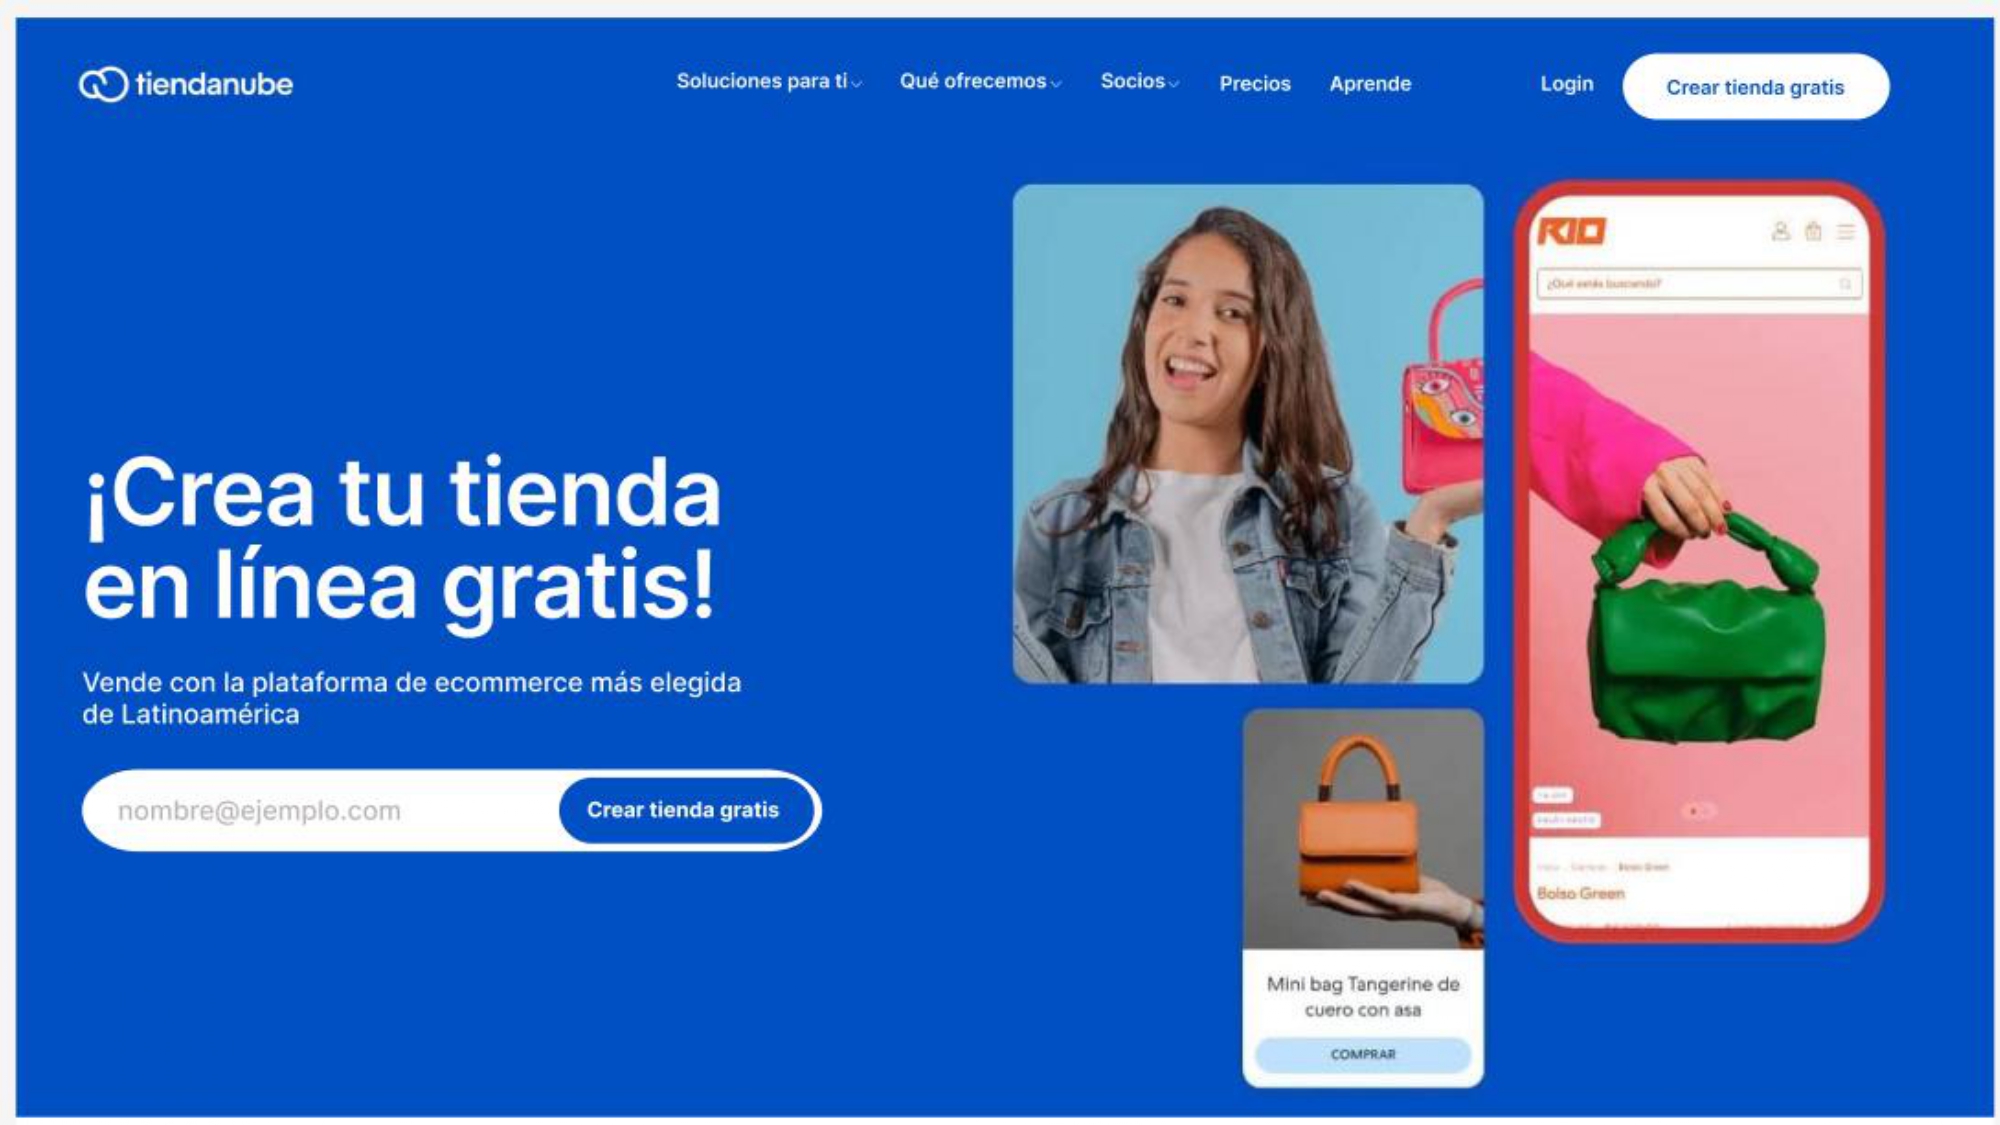 tiendanube
Soluciones para ti
Qué ofrecemos
Socios
Precios
Aprende
Login
Crear tienda gratis
¡Crea tu tienda
en línea gratis!
Vende con la plataforma de ecommerce más elegida
de Latinoamérica
nombre@ejemplo.com
Crear tienda gratis
Mini bag Tangerine de
cuero con asa
COMPRAR
RIO
¿Qué estás buscando?
Bolso Green
Bolso Green